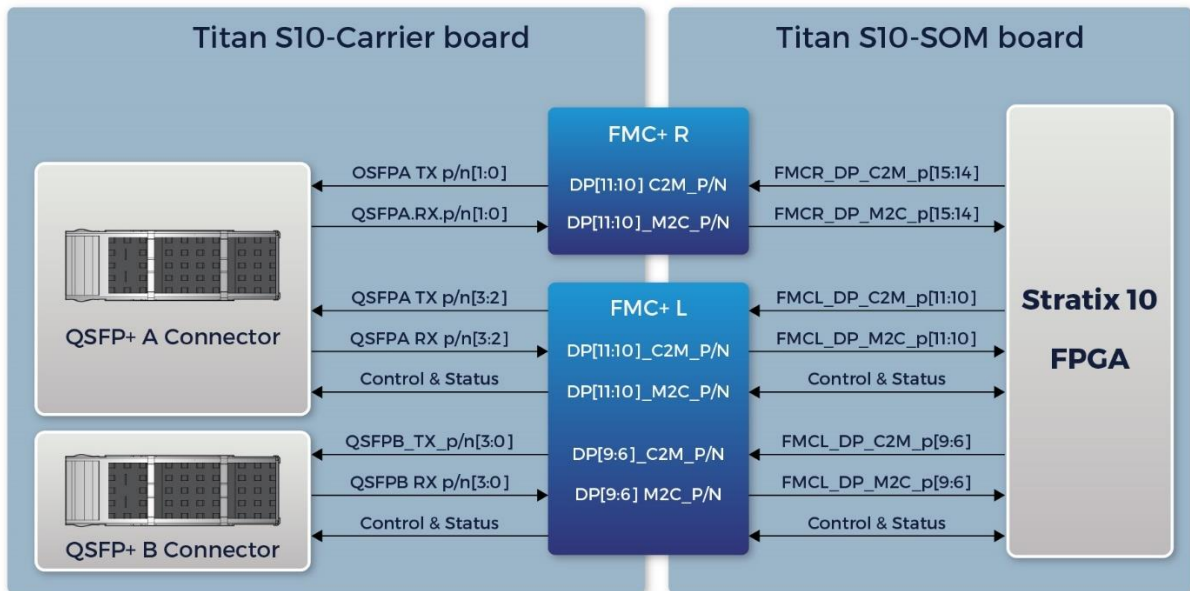 Titan S10-Carrier board
Titan S10-SOM board
FMC+ R
OSFPA TX p/n[1:0]
DP[11:10] C2M_P/N
FMCR_DP_C2M_p[15:14]
QSFPA.RX.p/n[1:0]
DP[11:10]_M2C_P/N
FMCR_DP_M2C_p[15:14]
QSFP+ A Connector
QSFPA TX p/n[3:2]
FMC+ L
FMCL_DP_C2M_p[11:10]
QSFPA RX p/n[3:2]
DP[11:10]_C2M_P/N
FMCL_DP_M2C_p[11:10]
Control & Status
DP[11:10]_M2C_P/N
Control & Status
Stratix 10
FPGA
QSFPB_TX_p/n[3:0]
DP[9:6]_C2M_P/N
FMCL_DP_C2M_p[9:6]
QSFPB RX p/n[3:0]
DP[9:6] M2C_P/N
FMCL_DP_M2C_p[9:6]
Control & Status
Control & Status
QSFP+ B Connector